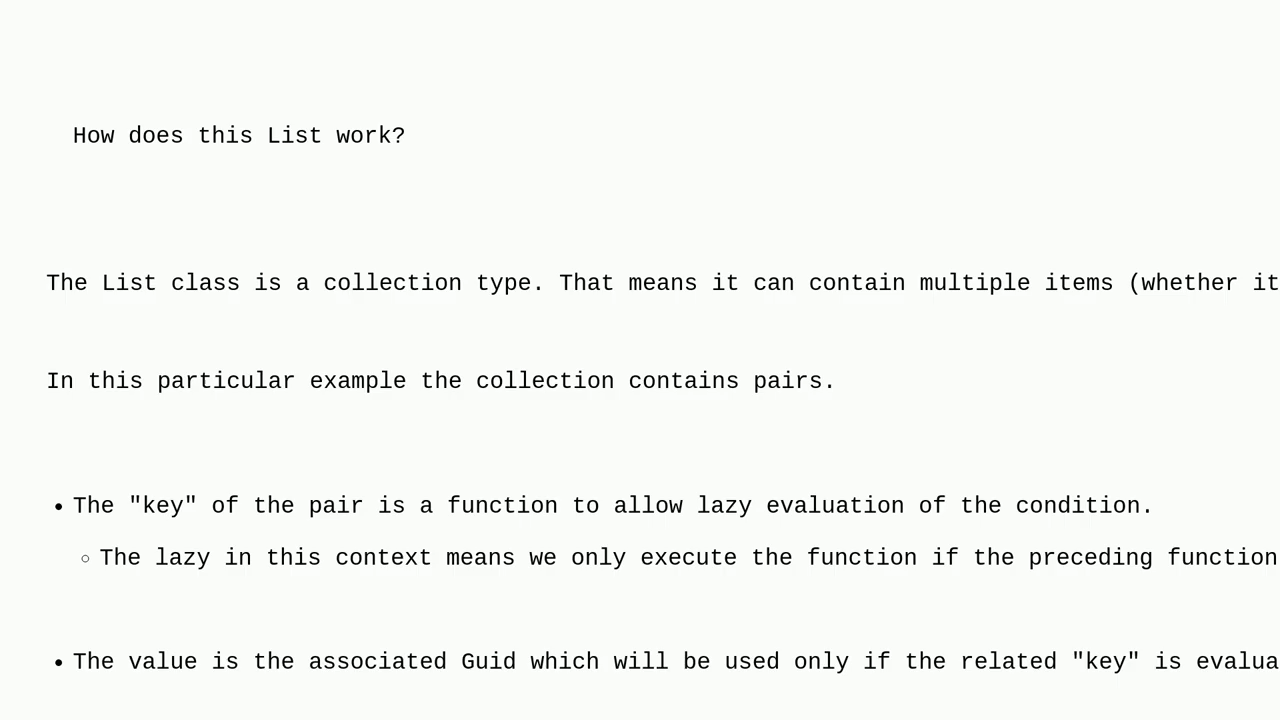 How does this List work?
The List class is a collection type. That means it can contain multiple items (whether it
In this particular example the collection contains pairs.
• The "key" of the pair is a function to allow lazy evaluation of the condition.
○ The lazy in this context means we only execute the function if the preceding function
• The value is the associated Guid which will be used only if the related "key" is evalua